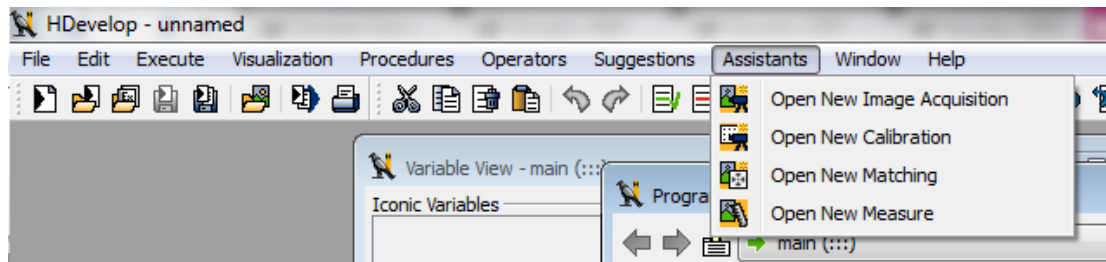 HDevelop - unnamed
File Edit Execute Visualization Procedures Operators Suggestions Assistants Window Help
Open New Image Acquisition
Open New Calibration
Open New Matching
Open New Measure
Variable View - main (:::)
Iconic Variables
Progra
main (:::)